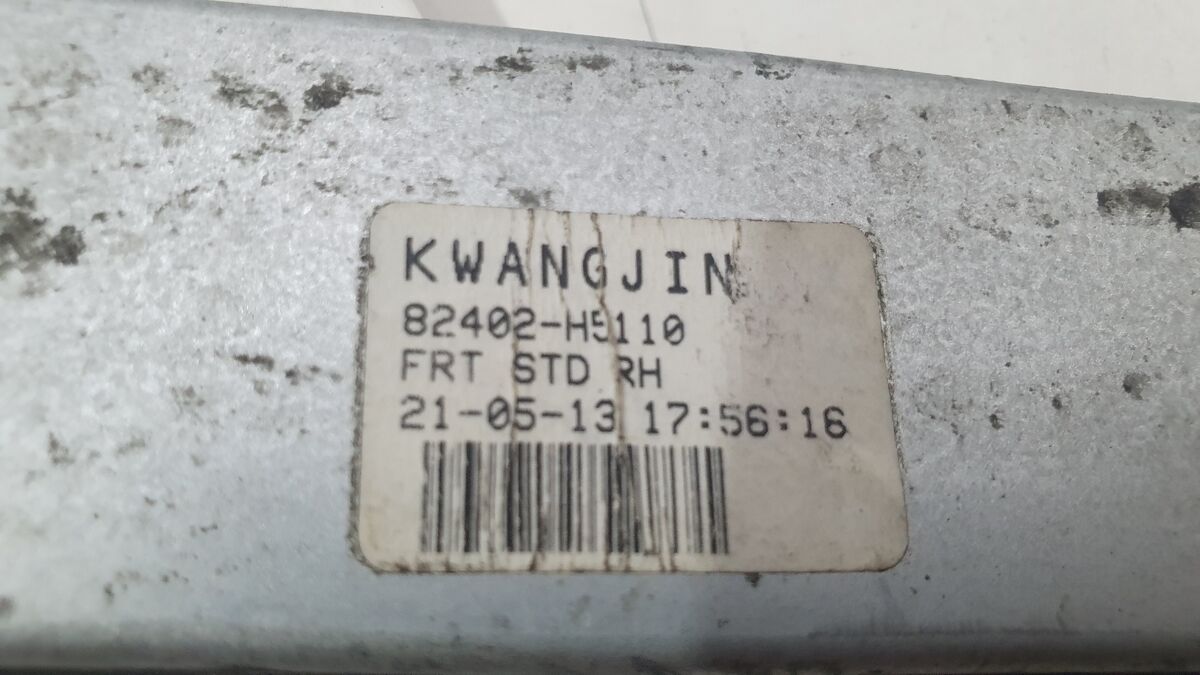 KWANGJIN
82402-H5110
FRT STD RH
21-05-13 17:56:16